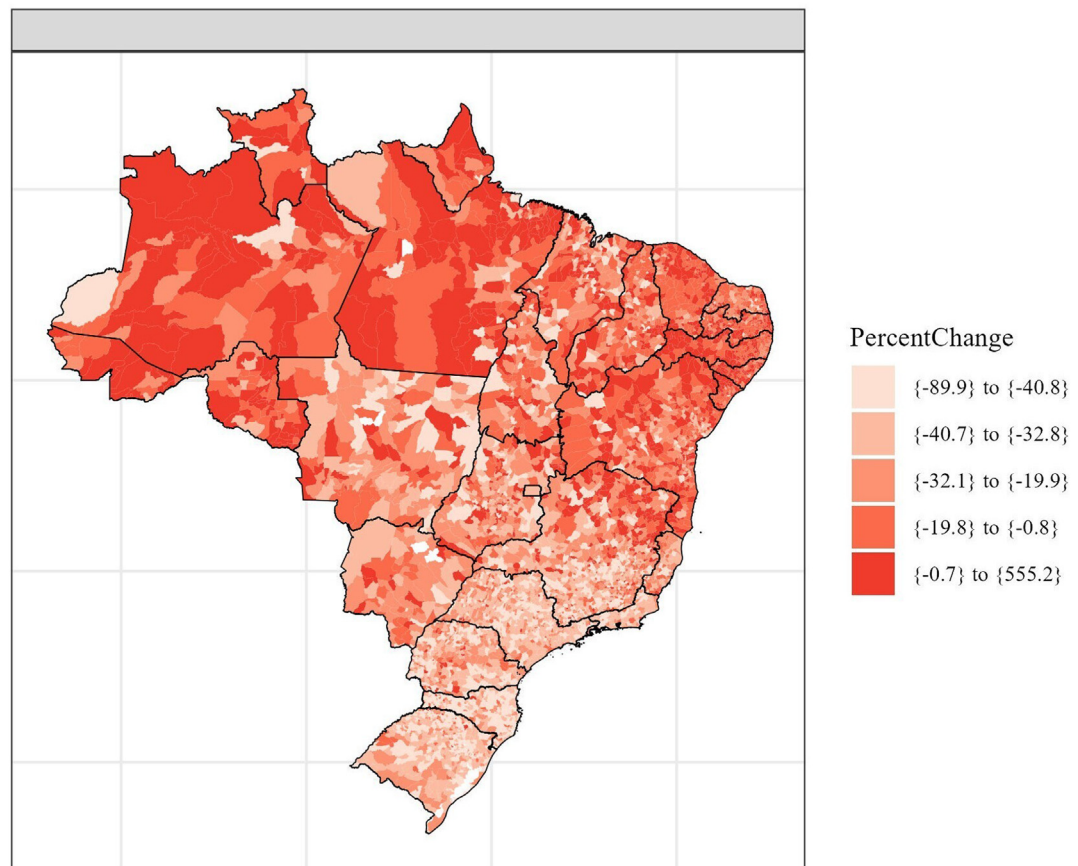 PercentChange
{-89.9} to {-40.8}
{-40.7} to {-32.8}
{-32.1} to {-19.9}
{-19.8} to {-0.8}
{-0.7} to {555.2}